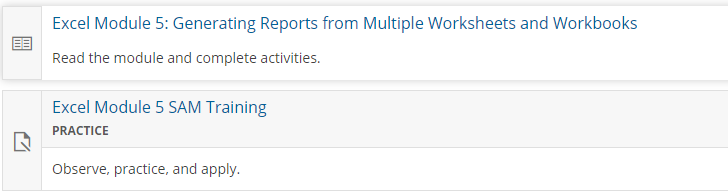 Excel Module 5: Generating Reports from Multiple Worksheets and Workbooks
Read the module and complete activities.
Excel Module 5 SAM Training
PRACTICE
Observe, practice, and apply.